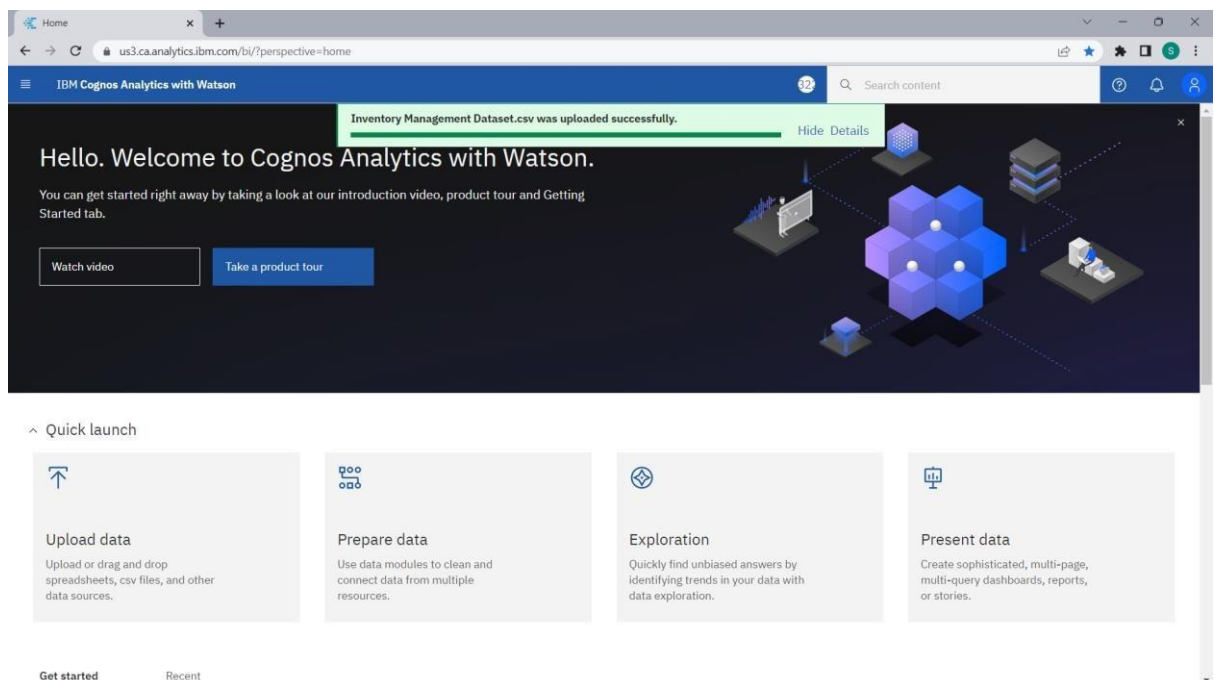 Home
us3.ca.analytics.ibm.com/bi/?perspective=home
S
IBM Cognos Analytics with Watson
Search content
Inventory Management Dataset.csv was uploaded successfully.
Hide Details
Hello. Welcome to Cognos Analytics with Watson.
You can get started right away by taking a look at our introduction video, product tour and Getting
Started tab.
Watch video
Take a product tour
Quick launch
Upload data
Upload or drag and drop
spreadsheets, csv files, and other
data sources.
Prepare data
Use data modules to clean and
connect data from multiple
resources.
Exploration
Quickly find unbiased answers by
identifying trends in your data with
data exploration.
Present data
Create sophisticated, multi-page,
multi-query dashboards, reports,
or stories.
Get started
Recent